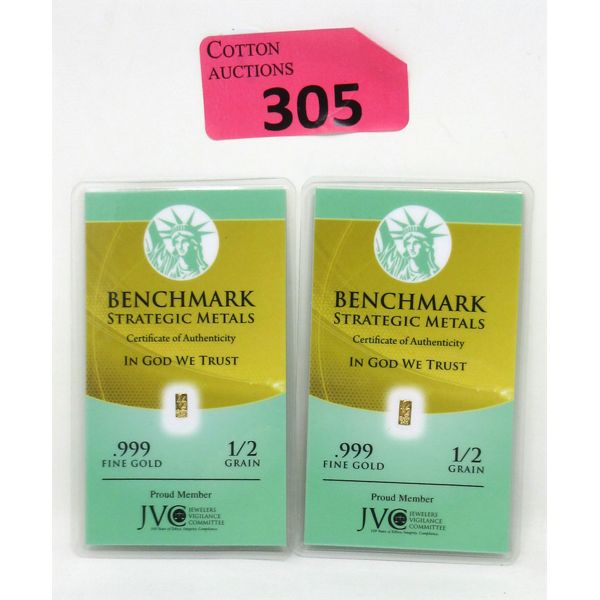 COTTON
AUCTIONS
305
BENCHMARK
STRATEGIC METALS
Certificate of Authenticity
IN GOD WE TRUST
.999
FINE GOLD
1/2
GRAIN
Proud Member
JVC
JEWELERS
VIGILANCE
COMMITTEE
BENCHMARK
STRATEGIC METALS
Certificate of Authenticity
IN GOD WE TRUST
.999
FINE GOLD
1/2
GRAIN
Proud Member
JVC
JEWELERS
VIGILANCE
COMMITTEE